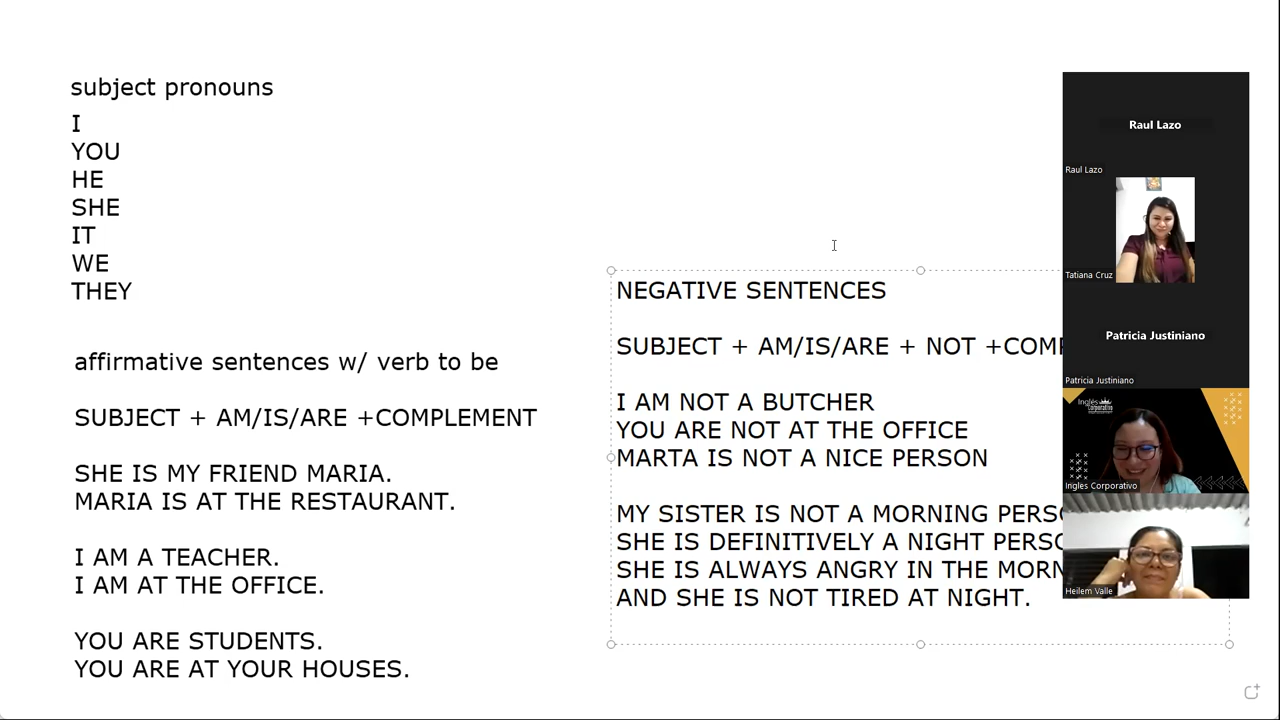 subject pronouns
I
YOU
HE
SHE
IT
WE
THEY
affirmative sentences w/ verb to be
SUBJECT + AM/IS/ARE +COMPLEMENT
SHE IS MY FRIEND MARIA.
MARIA IS AT THE RESTAURANT.
I AM A TEACHER.
I AM AT THE OFFICE.
YOU ARE STUDENTS.
YOU ARE AT YOUR HOUSES.
NEGATIVE SENTENCES
SUBJECT + AM/IS/ARE + NOT +COMP
I AM NOT A BUTCHER
YOU ARE NOT AT THE OFFICE
MARTA IS NOT A NICE PERSON
MY SISTER IS NOT A MORNING PERSO
SHE IS DEFINITIVELY A NIGHT PERSO
SHE IS ALWAYS ANGRY IN THE MORN
AND SHE IS NOT TIRED AT NIGHT.
Raul Lazo
Raul Lazo
Tatiana Cruz
Patricia Justiniano
Patricia Justiniano
Inglés
Corporativo
Ingles Corporativo
Heilem Valle